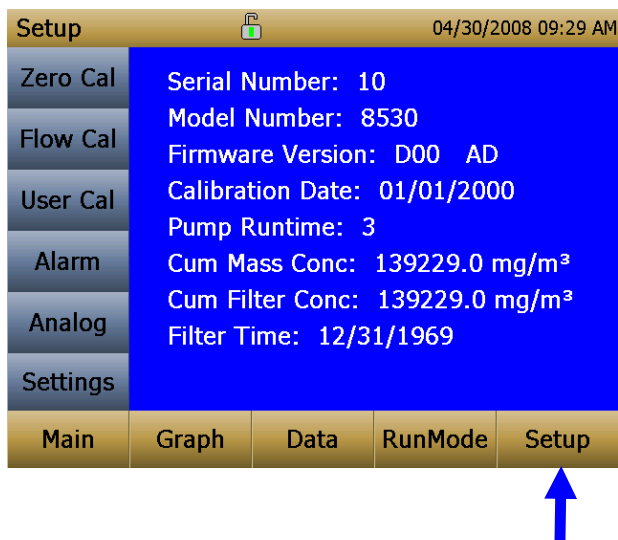 Setup 04/30/2008 09:29 AM
Zero Cal
Flow Cal
User Cal
Alarm
Analog
Settings
Serial Number: 10
Model Number: 8530
Firmware Version: D00 AD
Calibration Date: 01/01/2000
Pump Runtime: 3
Cum Mass Conc: 139229.0 mg/m³
Cum Filter Conc: 139229.0 mg/m³
Filter Time: 12/31/1969
Main Graph Data RunMode Setup